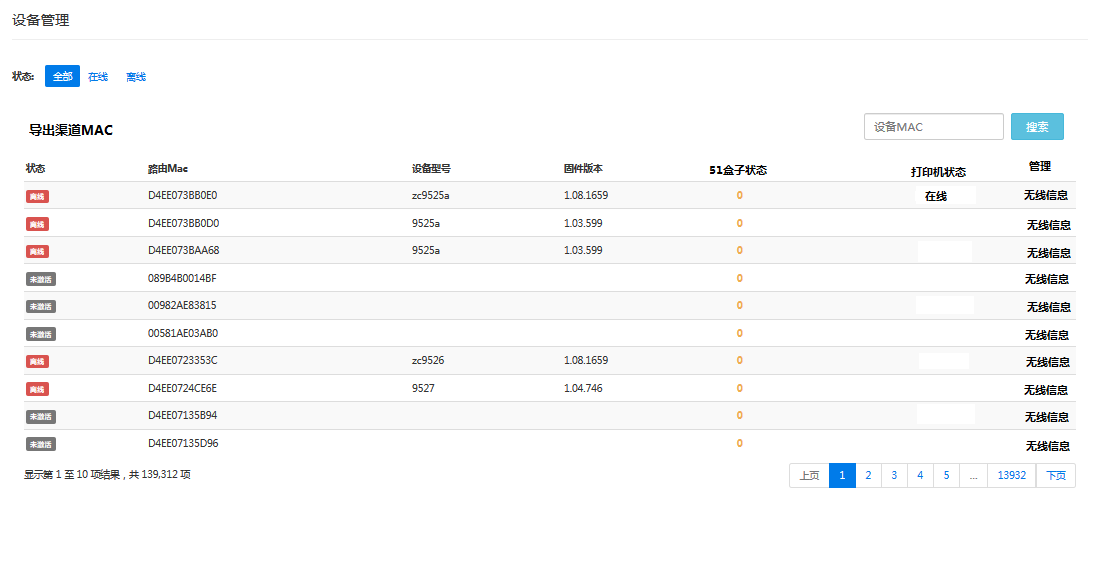 设备管理
状态: 全部 在线 离线
导出渠道MAC 设备MAC 搜索
状态 路由Mac 设备型号 固件版本 51盒子状态 打印机状态 管理
离线 D4EE073BB0E0 zc9525a 1.08.1659 0 在线 无线信息
离线 D4EE073BB0D0 9525a 1.03.599 0 无线信息
离线 D4EE073BAA68 9525a 1.03.599 0 无线信息
未激活 089B4B0014BF 0 无线信息
未激活 00982AE83815 0 无线信息
未激活 00581AE03AB0 0 无线信息
离线 D4EE0723353C zc9526 1.08.1659 0 无线信息
离线 D4EE0724CE6E 9527 1.04.746 0 无线信息
未激活 D4EE07135B94 0 无线信息
未激活 D4EE07135D96 0 无线信息
显示第 1 至 10 项结果，共 139,312 项 上页 1 2 3 4 5 ... 13932 下页